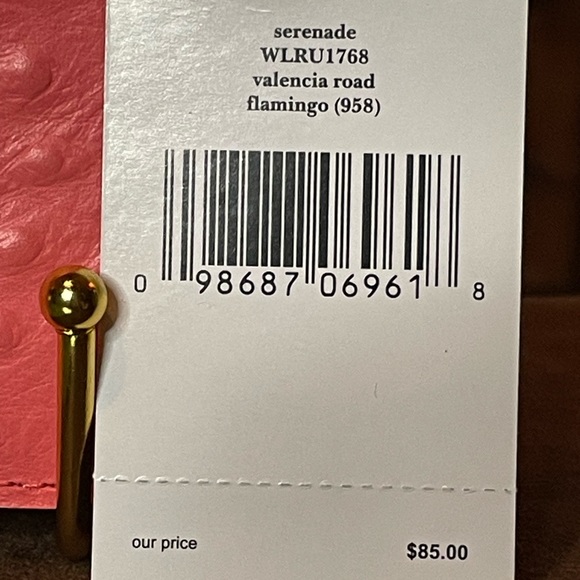 serenade
WLRU1768
valencia road
flamingo (958)
0 98687 06961 8
our price $85.00